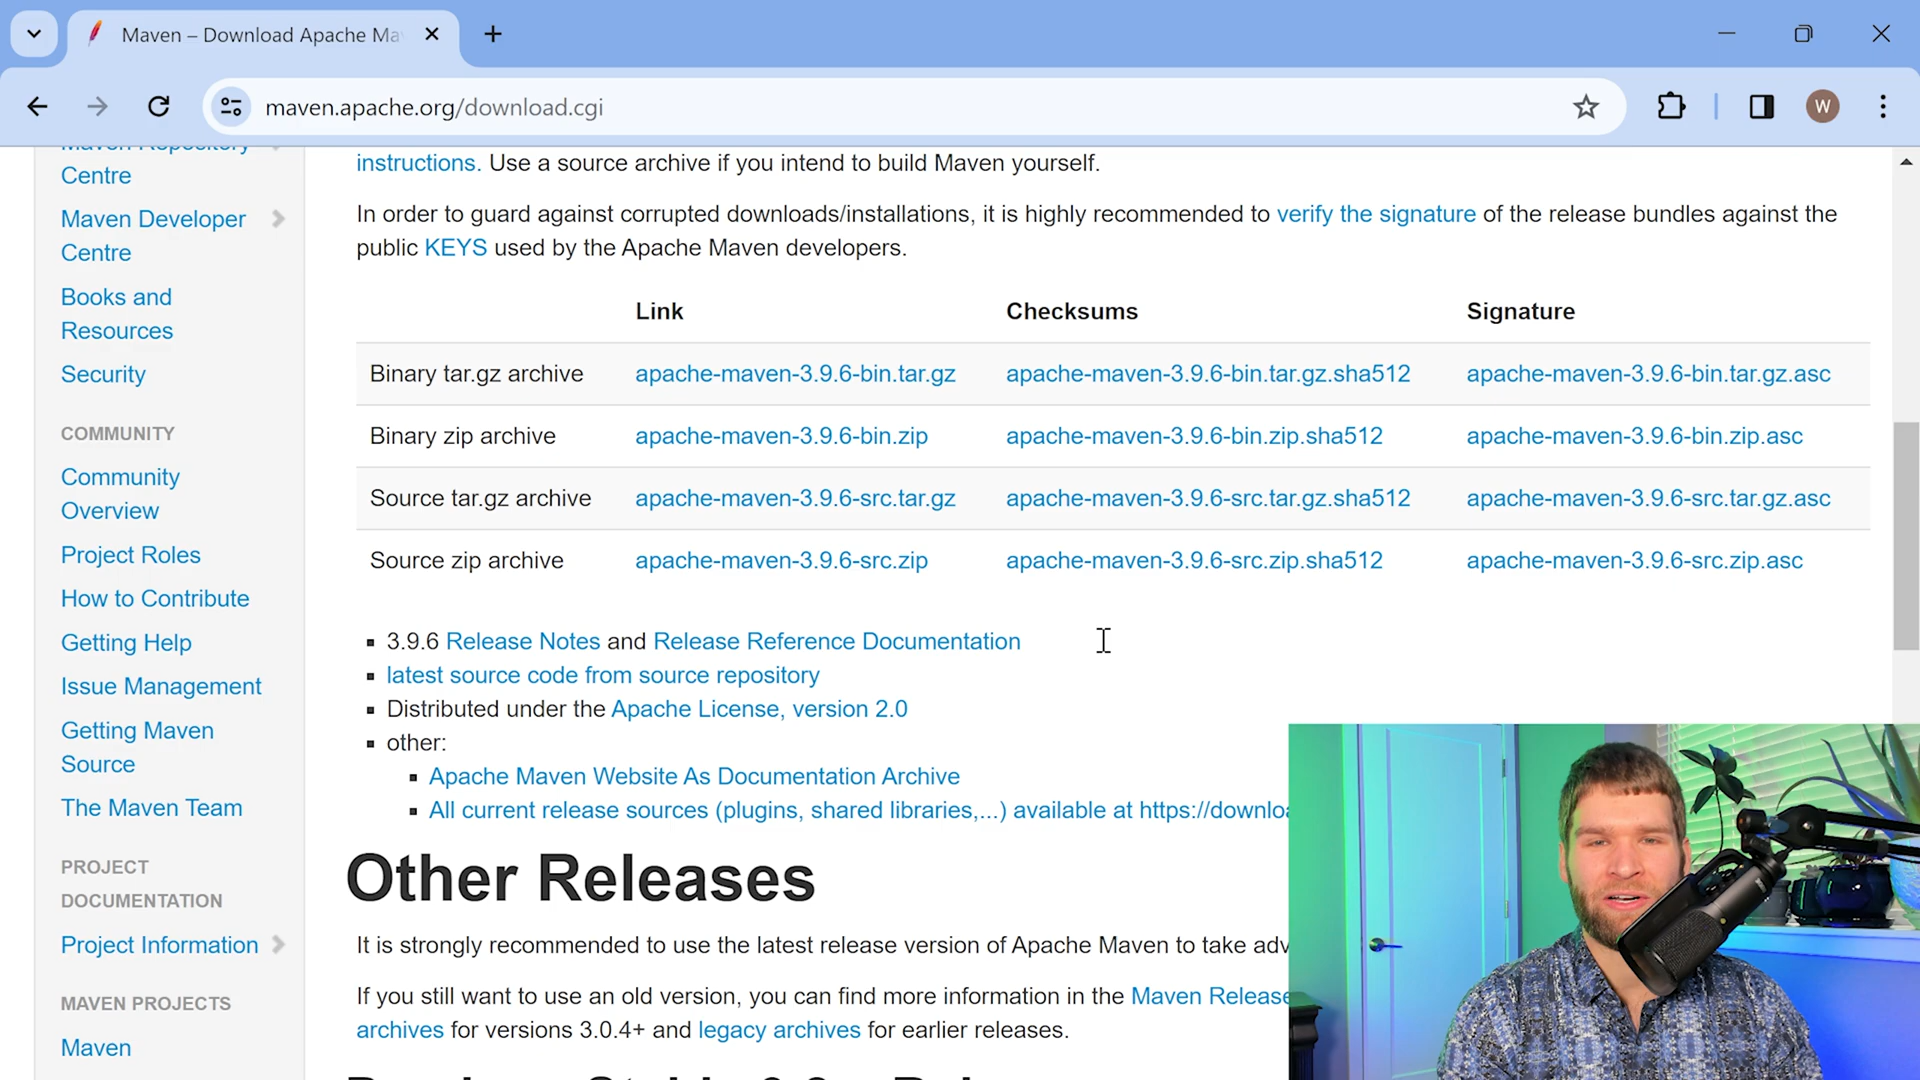 Maven – Download Apache Ma
maven.apache.org/download.cgi
W
Maven Repository
Centre
Maven Developer
Centre
Books and
Resources
Security
COMMUNITY
Community
Overview
Project Roles
How to Contribute
Getting Help
Issue Management
Getting Maven
Source
The Maven Team
PROJECT
DOCUMENTATION
Project Information
MAVEN PROJECTS
Maven
instructions. Use a source archive if you intend to build Maven yourself.
In order to guard against corrupted downloads/installations, it is highly recommended to verify the signature of the release bundles against the
public KEYS used by the Apache Maven developers.
Link Checksums Signature
Binary tar.gz archive apache-maven-3.9.6-bin.tar.gz apache-maven-3.9.6-bin.tar.gz.sha512 apache-maven-3.9.6-bin.tar.gz.asc
Binary zip archive apache-maven-3.9.6-bin.zip apache-maven-3.9.6-bin.zip.sha512 apache-maven-3.9.6-bin.zip.asc
Source tar.gz archive apache-maven-3.9.6-src.tar.gz apache-maven-3.9.6-src.tar.gz.sha512 apache-maven-3.9.6-src.tar.gz.asc
Source zip archive apache-maven-3.9.6-src.zip apache-maven-3.9.6-src.zip.sha512 apache-maven-3.9.6-src.zip.asc
3.9.6 Release Notes and Release Reference Documentation
latest source code from source repository
Distributed under the Apache License, version 2.0
other:
Apache Maven Website As Documentation Archive
All current release sources (plugins, shared libraries,...) available at https://downloa
Other Releases
It is strongly recommended to use the latest release version of Apache Maven to take adv
If you still want to use an old version, you can find more information in the Maven Release
archives for versions 3.0.4+ and legacy archives for earlier releases.